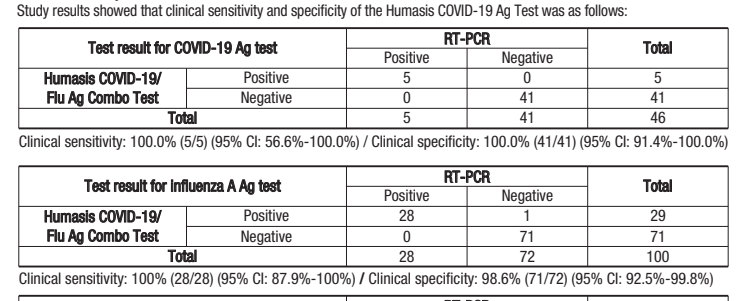 Study results showed that clinical sensitivity and specificity of the Humasis COVID-19 Ag Test was as follows:
Test result for COVID-19 Ag test RT-PCR Total
Positive Negative
Humasis COVID-19/ Positive 5 0 5
Flu Ag Combo Test Negative 0 41 41
Total 5 41 46
Clinical sensitivity: 100.0% (5/5) (95% CI: 56.6%-100.0%) / Clinical specificity: 100.0% (41/41) (95% CI: 91.4%-100.0%)
Test result for Influenza A Ag test RT-PCR Total
Positive Negative
Humasis COVID-19/ Positive 28 1 29
Flu Ag Combo Test Negative 0 71 71
Total 28 72 100
Clinical sensitivity: 100% (28/28) (95% CI: 87.9%-100%) / Clinical specificity: 98.6% (71/72) (95% CI: 92.5%-99.8%)